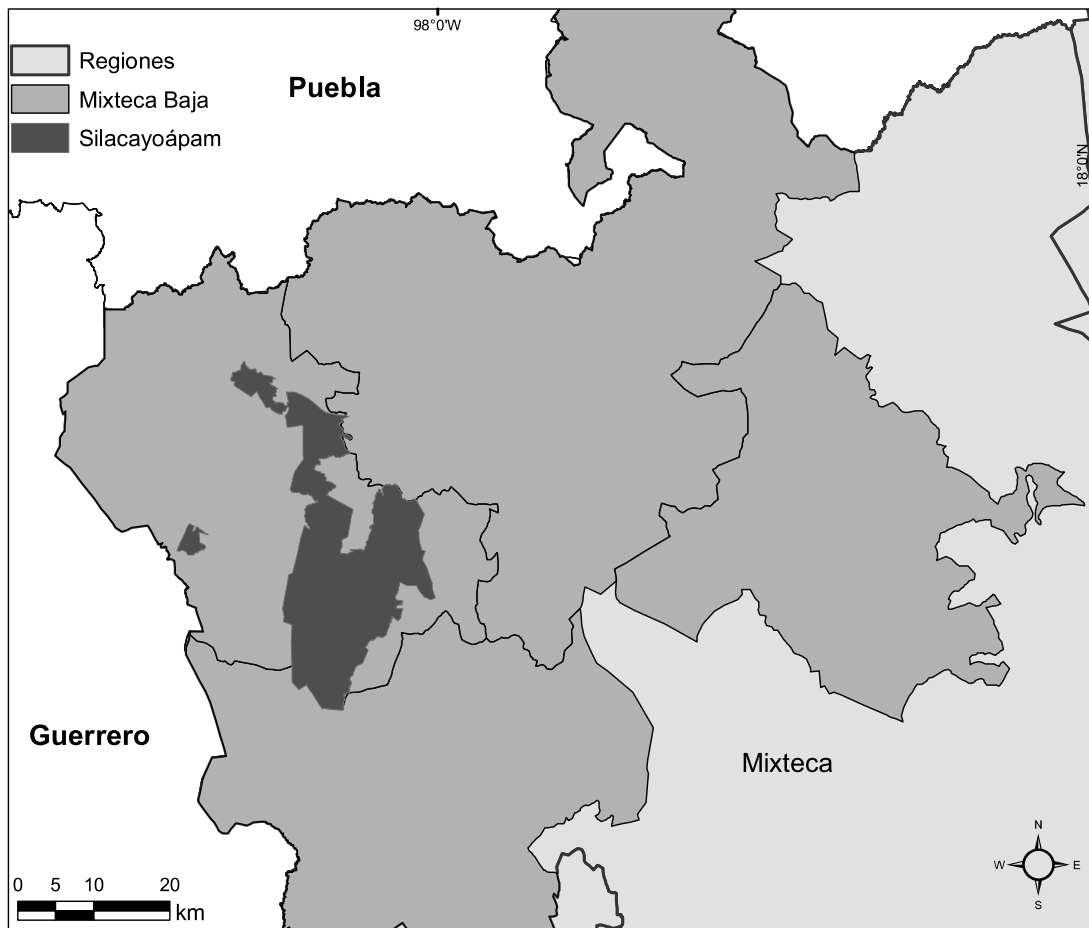 98°0'W
Regiones
Mixteca Baja
Silacayoápam
Puebla
18°0'N
Guerrero
Mixteca
N
W E
S
0 5 10 20
km